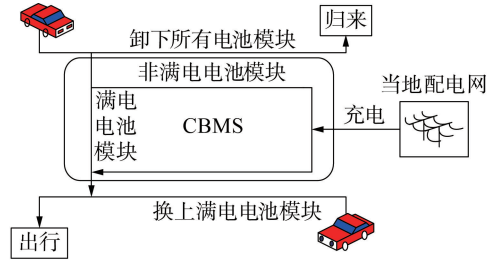 归来
卸下所有电池模块
非满电电池模块
当地配电网
满电
电池
模块
CBMS
充电
换上满电电池模块
出行